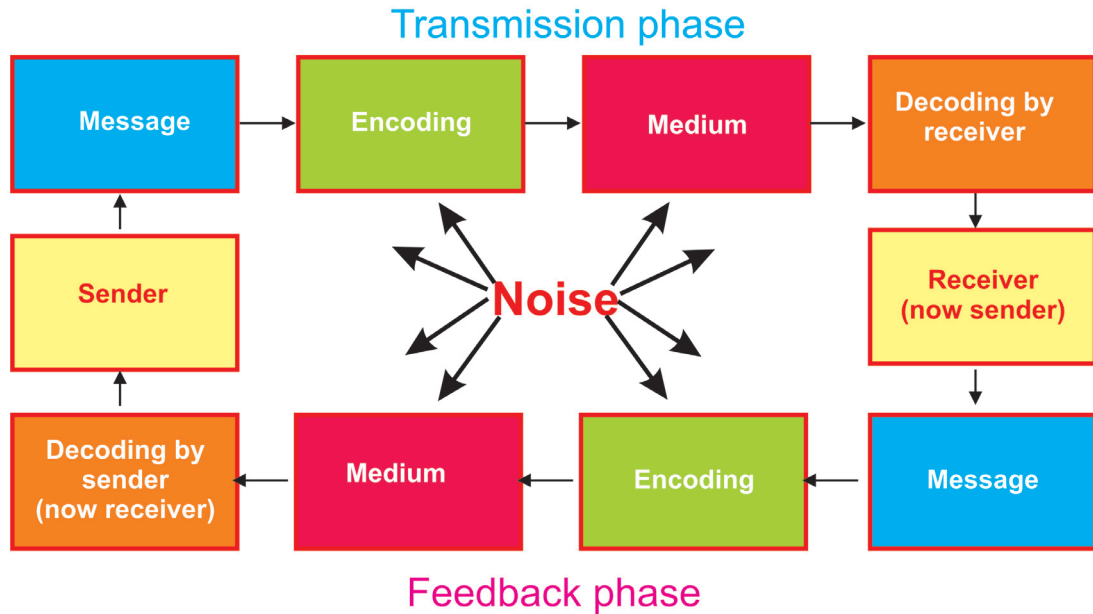 Transmission phase
Message
Encoding
Medium
Decoding by
receiver
Sender
Noise
Receiver
(now sender)
Decoding by
sender
(now receiver)
Medium
Encoding
Message
Feedback phase